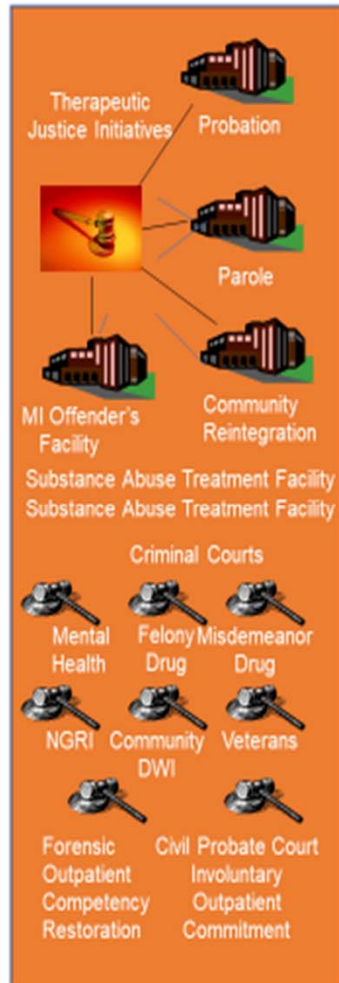 Therapeutic
Justice Initiatives
Probation
Parole
MI Offender's
Facility
Community
Reintegration
Substance Abuse Treatment Facility
Substance Abuse Treatment Facility
Criminal Courts
Mental
Health
Felony
Drug
Misdemeanor
Drug
NGRI
Community
DWI
Veterans
Forensic
Outpatient
Competency
Restoration
Civil Probate Court
Involuntary
Outpatient
Commitment